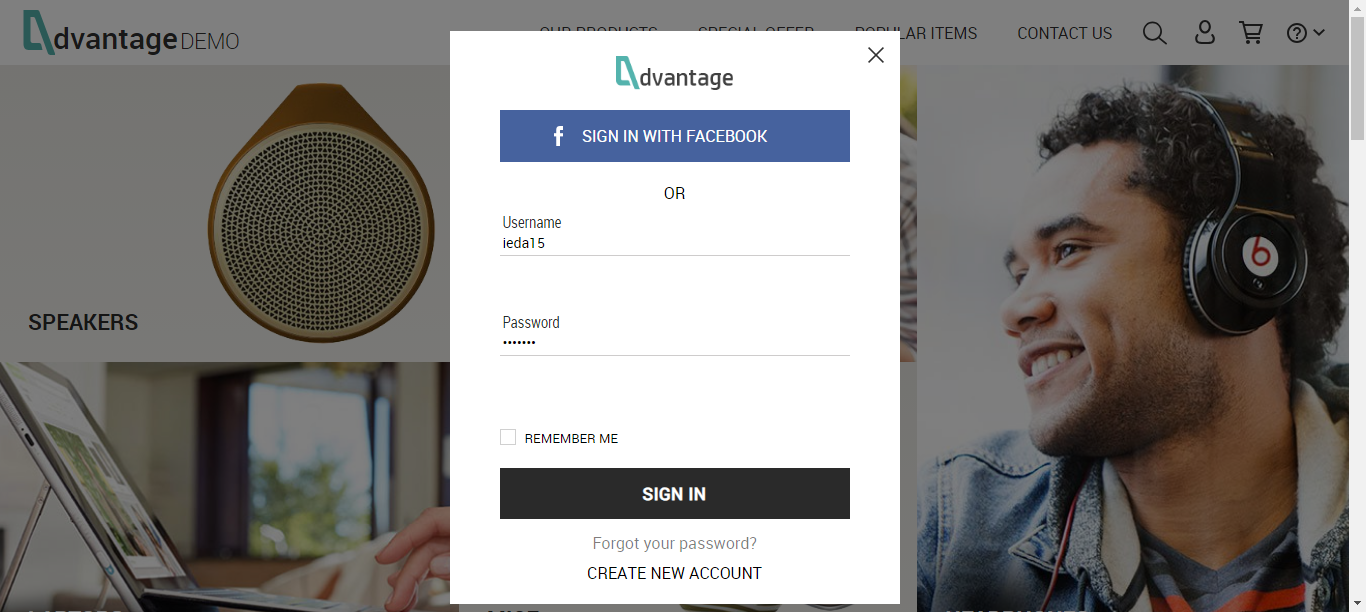 dvantage DEMO
OUR PRODUCTS
SPECIAL OFFER
POPULAR ITEMS
CONTACT US
dvantage
f SIGN IN WITH FACEBOOK
OR
Username
ieda15
Password
•••••••
REMEMBER ME
SIGN IN
Forgot your password?
CREATE NEW ACCOUNT
SPEAKERS
b